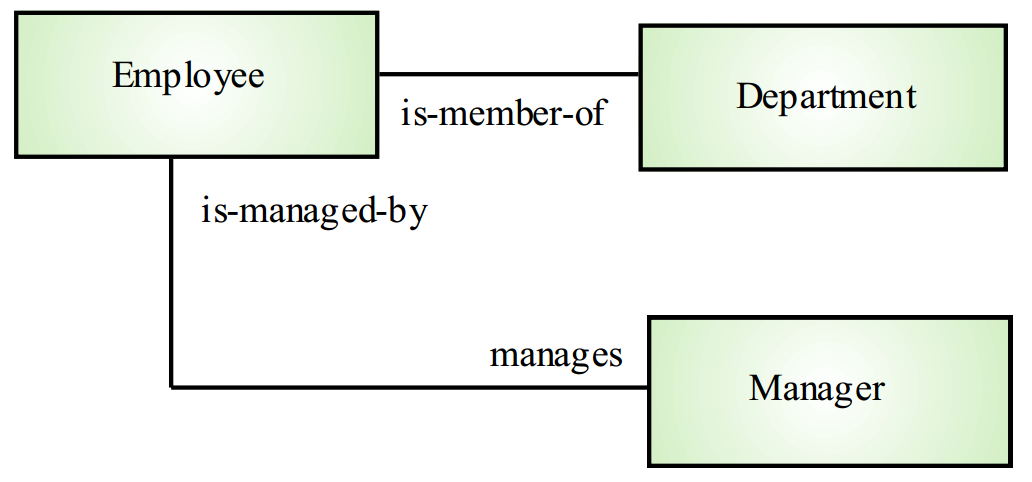 Employee
Department
is-member-of
is-managed-by
manages
Manager